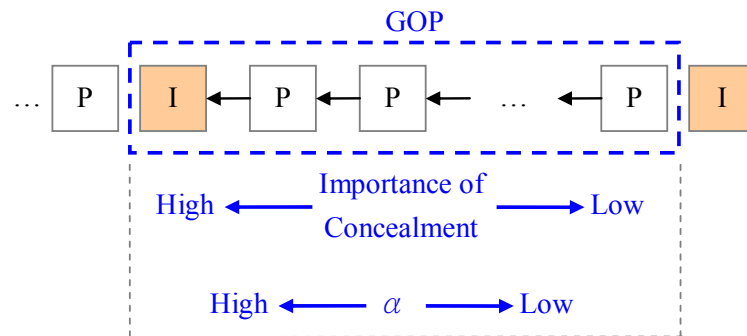 GOP
… P I P P … P I
Importance of
High Low
Concealment
High α Low